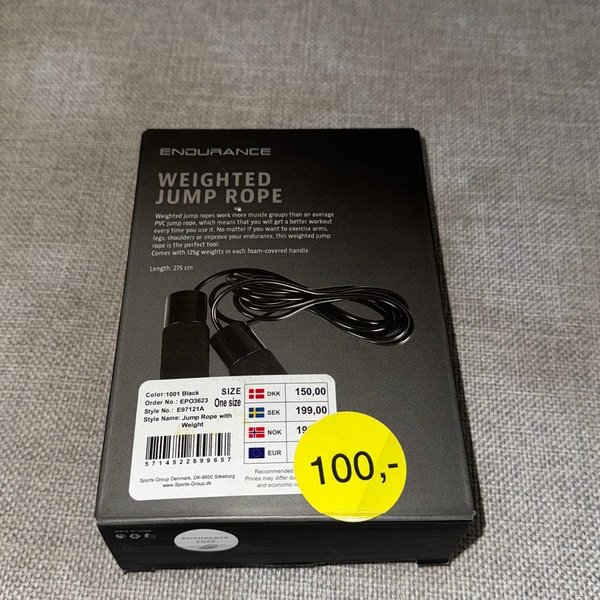 ENDURANCE
WEIGHTED
JUMP ROPE
Weighted jump ropes work more muscle groups than an average
PVC jump rope, which means that you will get a better workout
every time you use it. No matter if you want to exercise arms,
legs, shoulders or improve your endurance, this weighted jump
rope is the perfect tool.
Comes with 125g weights in each foam-covered handle.
Length: 275 cm
Color:1001 Black
Order No.: EPO3623
Style No.: E97121A
Style Name: Jump Rope with
Weight
5714522899657
Sports Group Denmark, DK-8600 Silkeborg
www.Sports-Group.dk
SIZE
One size
DKK 150,00
SEK 199,00
NOK 19
EUR
Recommended
Prices may differ du
and economic
100,-
PHTHALATE
FREE